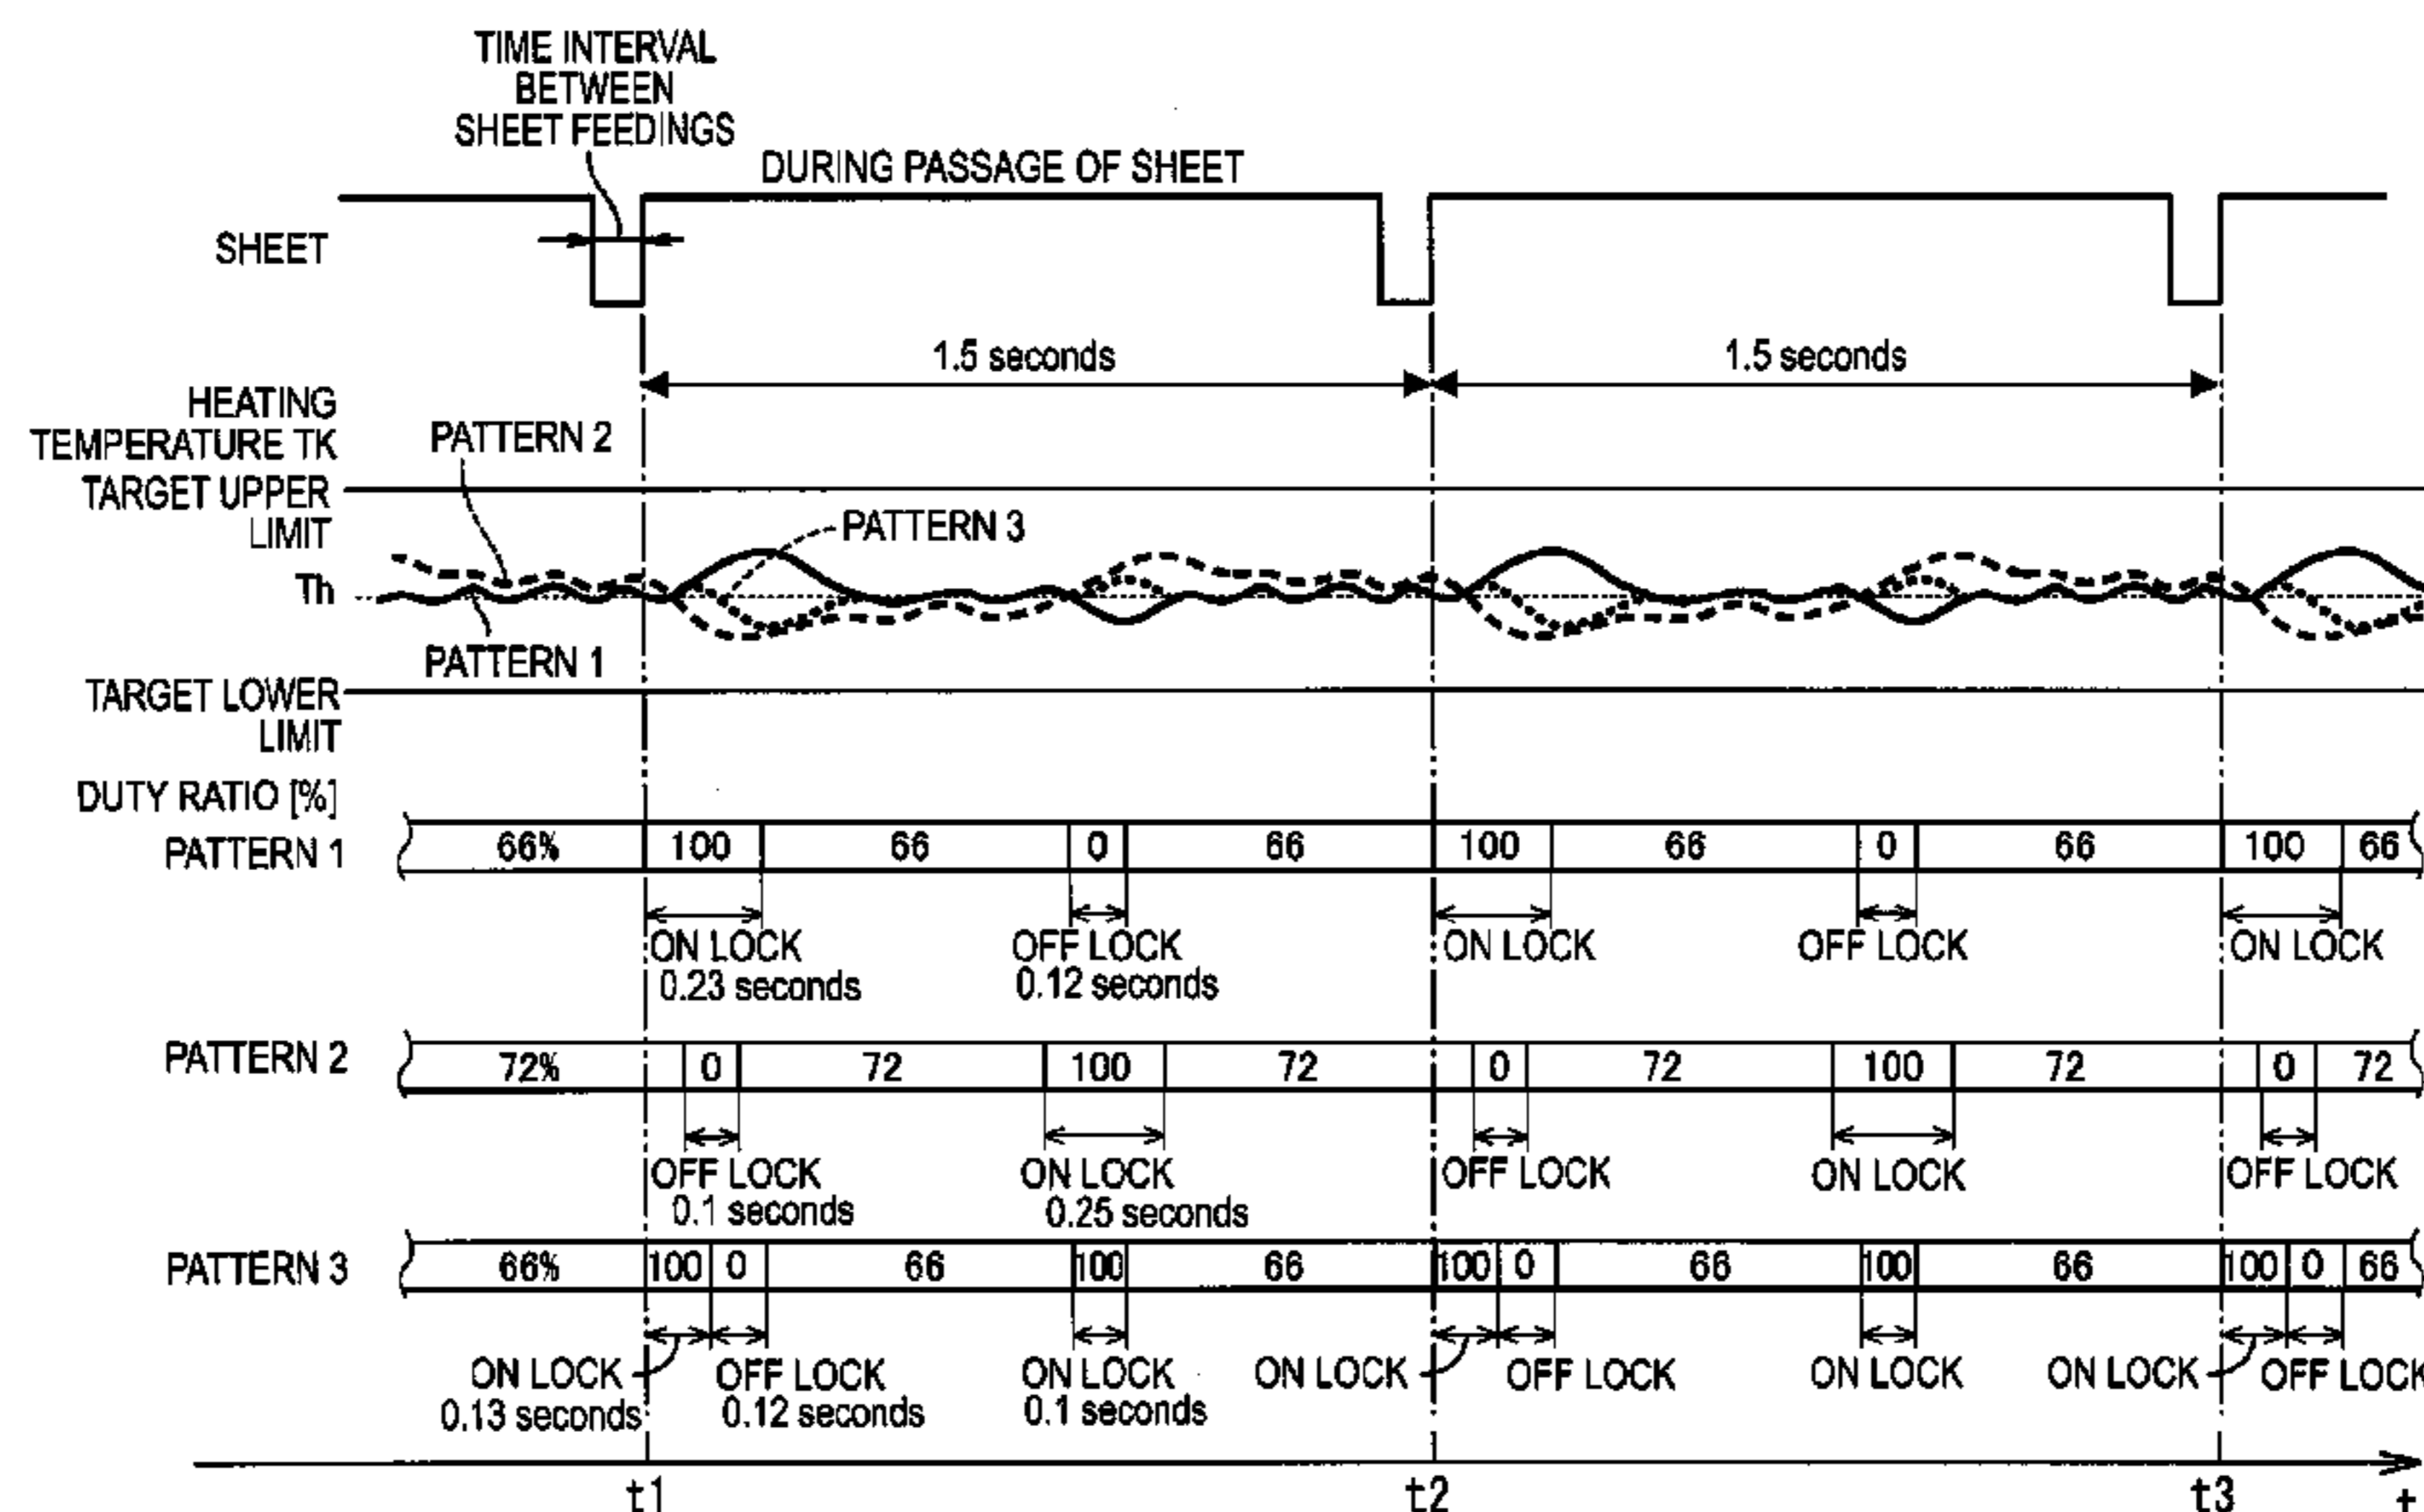 TIME INTERVAL
BETWEEN
SHEET FEEDINGS
DURING PASSAGE OF SHEET
SHEET
1.5 seconds 1.5 seconds
HEATING
TEMPERATURE TK
PATTERN 2
TARGET UPPER
LIMIT
PATTERN 3
Th
PATTERN 1
TARGET LOWER
LIMIT
DUTY RATIO [%]
PATTERN 1 66% 100 66 0 66 100 66 0 66 100 66
ON LOCK OFF LOCK ON LOCK OFF LOCK ON LOCK
0.23 seconds 0.12 seconds
PATTERN 2 72% 0 72 100 72 0 72 100 72 0 72
OFF LOCK ON LOCK OFF LOCK ON LOCK OFF LOCK
0.1 seconds 0.25 seconds
PATTERN 3 66% 100 0 66 100 66 100 0 66 100 66 100 0 66
ON LOCK OFF LOCK ON LOCK ON LOCK OFF LOCK ON LOCK ON LOCK OFF LOCK
0.13 seconds 0.12 seconds 0.1 seconds
t1 t2 t3 t